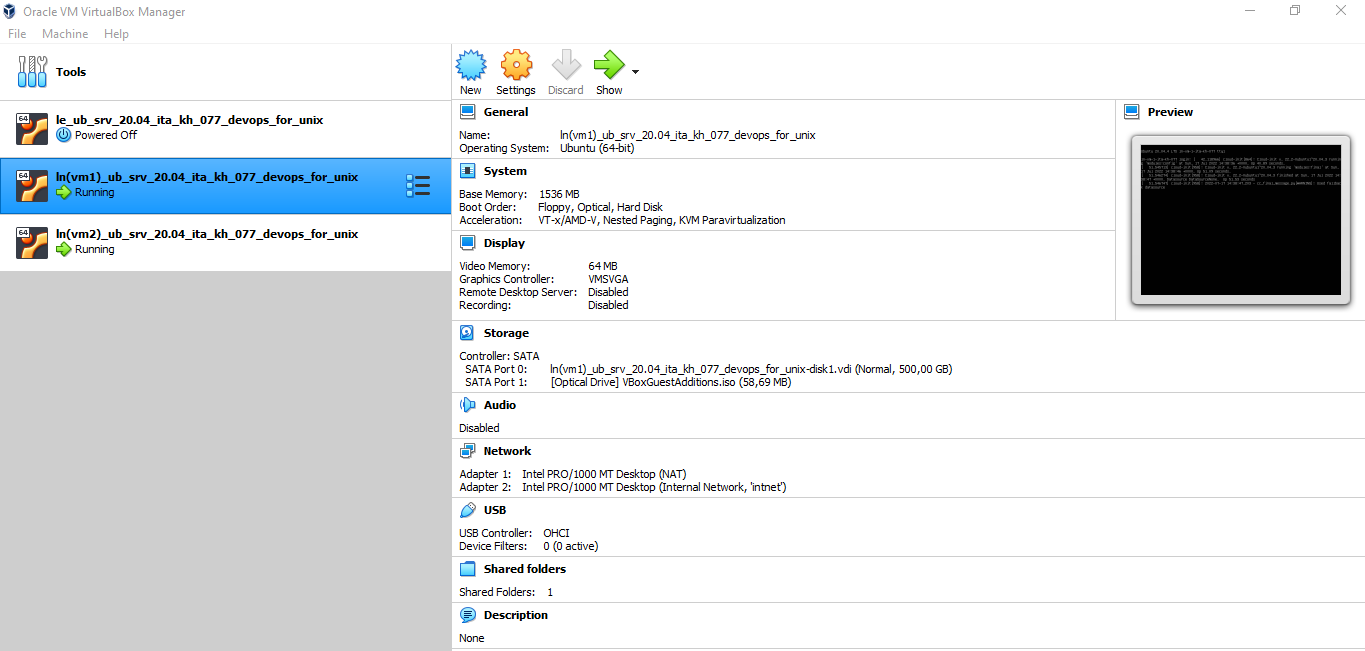 Oracle VM VirtualBox Manager
File Machine Help
Tools
New Settings Discard Show
64
le_ub_srv_20.04_ita_kh_077_devops_for_unix
Powered Off
64
ln(vm1)_ub_srv_20.04_ita_kh_077_devops_for_unix
Running
64
ln(vm2)_ub_srv_20.04_ita_kh_077_devops_for_unix
Running
General
Name: ln(vm1)_ub_srv_20.04_ita_kh_077_devops_for_unix
Operating System: Ubuntu (64-bit)
Preview
System
Base Memory: 1536 MB
Boot Order: Floppy, Optical, Hard Disk
Acceleration: VT-x/AMD-V, Nested Paging, KVM Paravirtualization
Display
Video Memory: 64 MB
Graphics Controller: VMSVGA
Remote Desktop Server: Disabled
Recording: Disabled
Storage
Controller: SATA
SATA Port 0: ln(vm1)_ub_srv_20.04_ita_kh_077_devops_for_unix-disk1.vdi (Normal, 500,00 GB)
SATA Port 1: [Optical Drive] VBoxGuestAdditions.iso (58,69 MB)
Audio
Disabled
Network
Adapter 1: Intel PRO/1000 MT Desktop (NAT)
Adapter 2: Intel PRO/1000 MT Desktop (Internal Network, 'intnet')
USB
USB Controller: OHCI
Device Filters: 0 (0 active)
Shared folders
Shared Folders: 1
Description
None